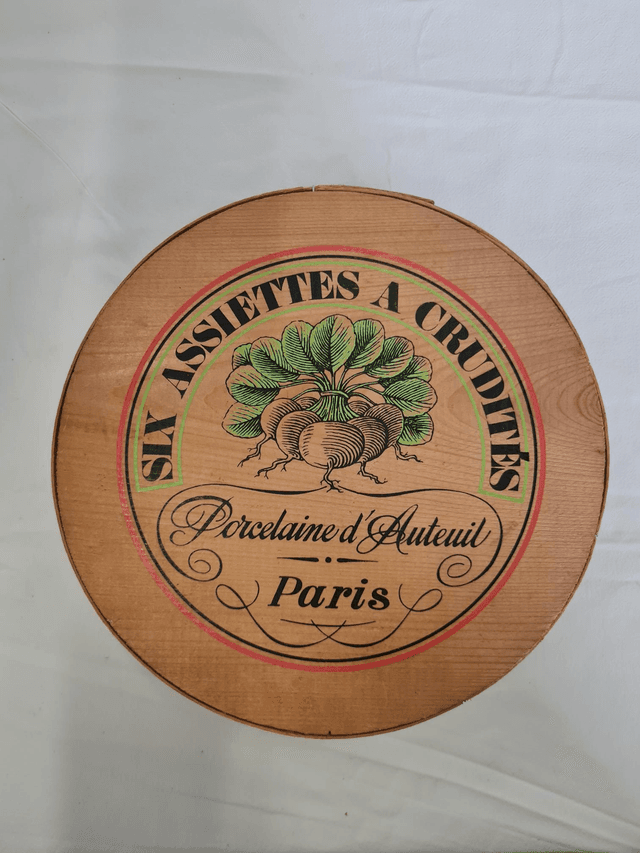 SIX ASSIETTES A CRUDITÉS
Porcelaine d'Auteuil
Paris